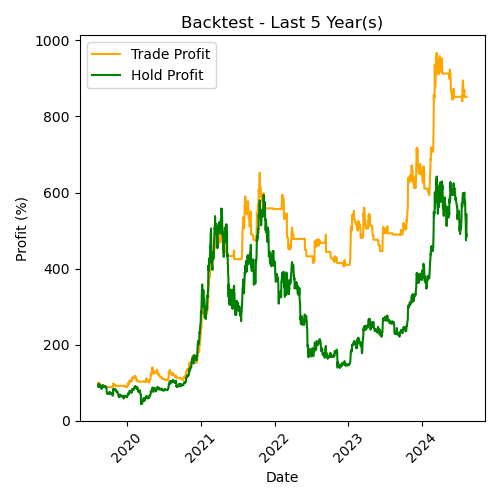 Backtest - Last 5 Year(s)
Trade Profit
Hold Profit
Profit (%)
1000
800
600
400
200
0
2020
2021
2022
2023
2024
Date